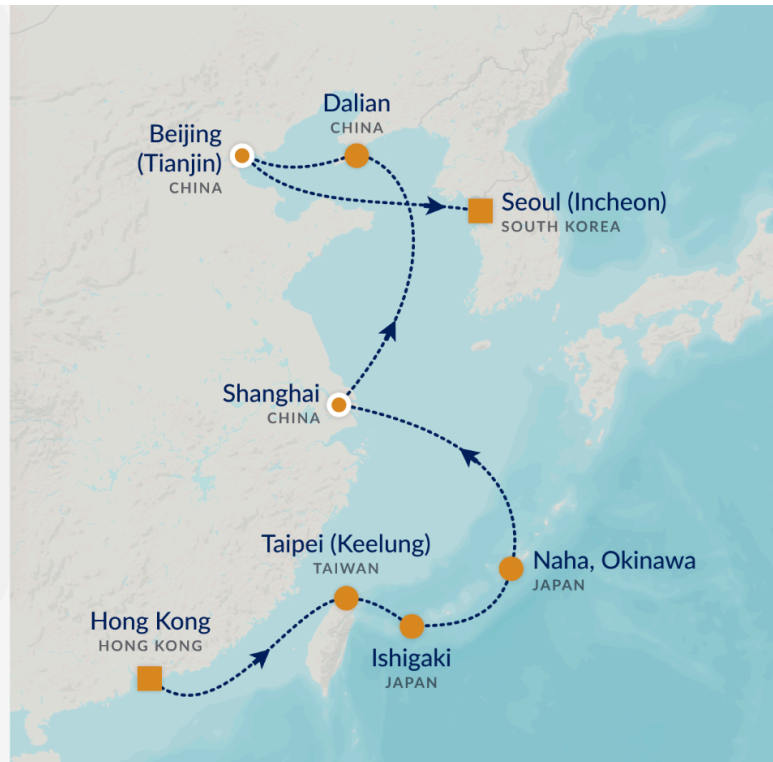 Dalian
CHINA
Beijing
(Tianjin)
CHINA
Seoul (Incheon)
SOUTH KOREA
Shanghai
CHINA
Taipei (Keelung)
TAIWAN
Naha, Okinawa
JAPAN
Hong Kong
HONG KONG
Ishigaki
JAPAN